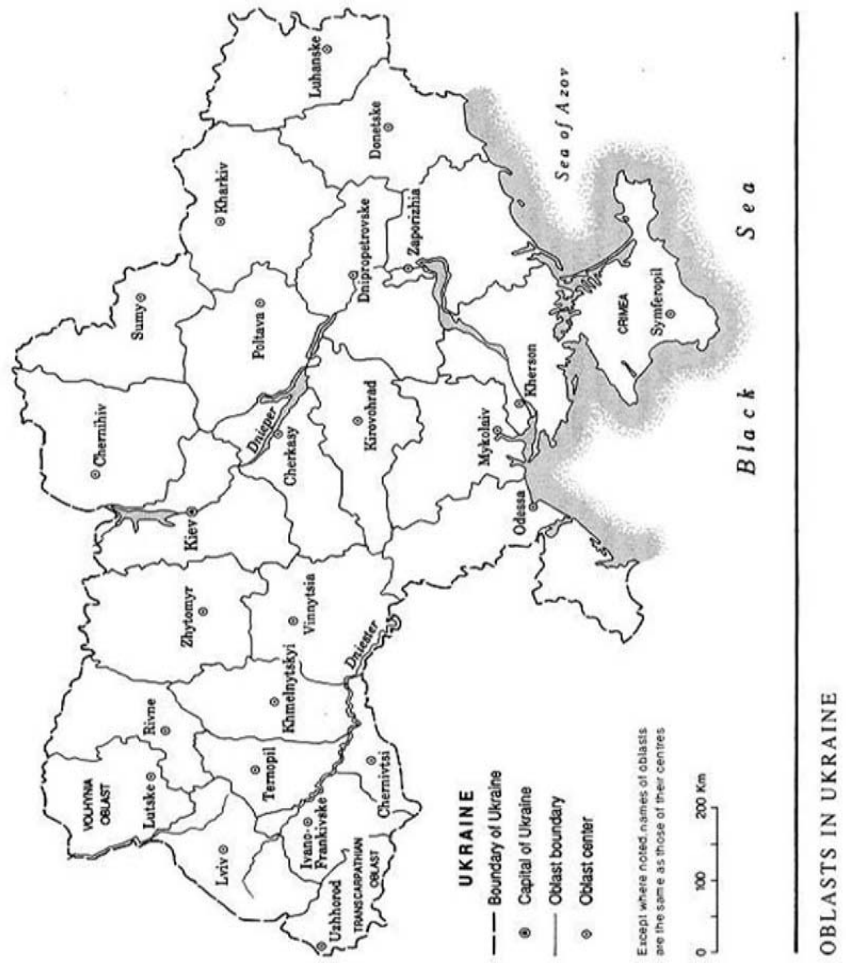 Chernihiv
Sumy
VOLHYNIA
OBLAST
Rivne
Lutske
Zhytomyr
Kiev
Kharkiv
Luhanske
Lviv
Poltava
Dnieper
Cherkasy
Ternopil
Khmelnytskyi
Vinnytsia
Ivano-
Frankivske
Uzhhorod
TRANSCARPATHIAN
OBLAST
Chernivtsi
Dniester
Kirovohrad
Dnipropetrovske
Donetske
Zaporizhia
Mykolaiv
Kherson
Odessa
Sea of Azov
CRIMEA
Symferopil
Black Sea
UKRAINE
Boundary of Ukraine
Capital of Ukraine
Oblast boundary
Oblast center
Except where noted, names of oblasts
are the same as those of their centres
0 100 200 Km
OBLASTS IN UKRAINE